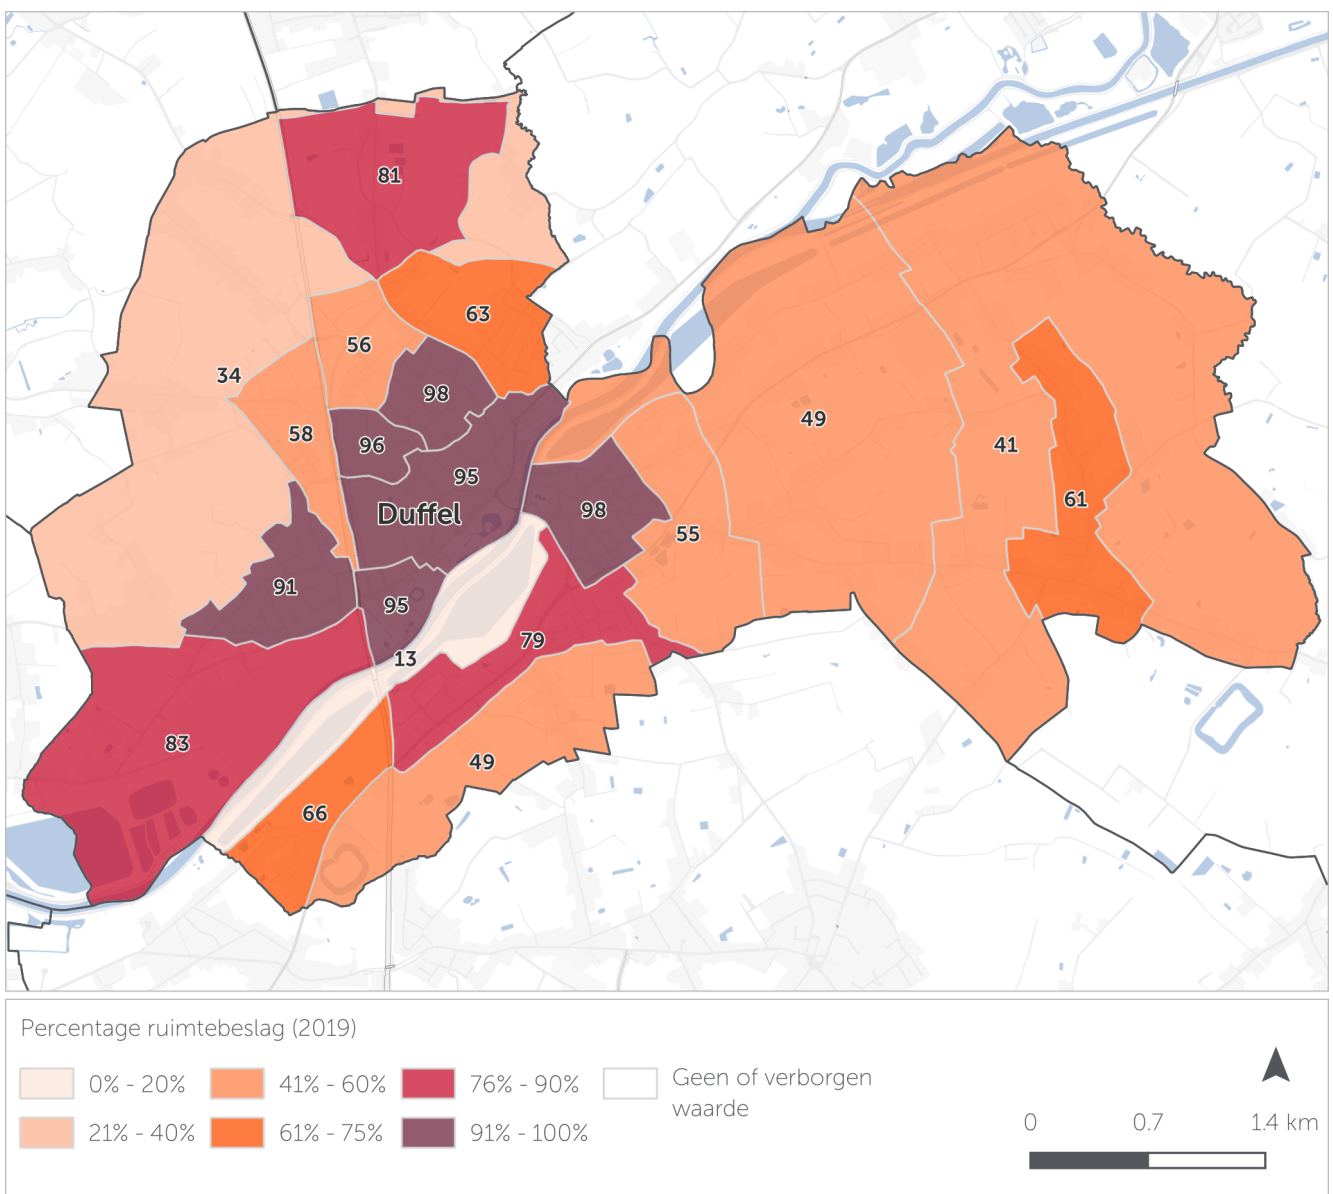 81
63
56
34
98
49
58
96
41
95
61
98
Duffel
55
91
95
79
13
83
49
66
Percentage ruimtebeslag (2019)
0% - 20%
41% - 60%
76% - 90%
Geen of verborgen
waarde
21% - 40%
61% - 75%
91% - 100%
0 0.7 1.4 km